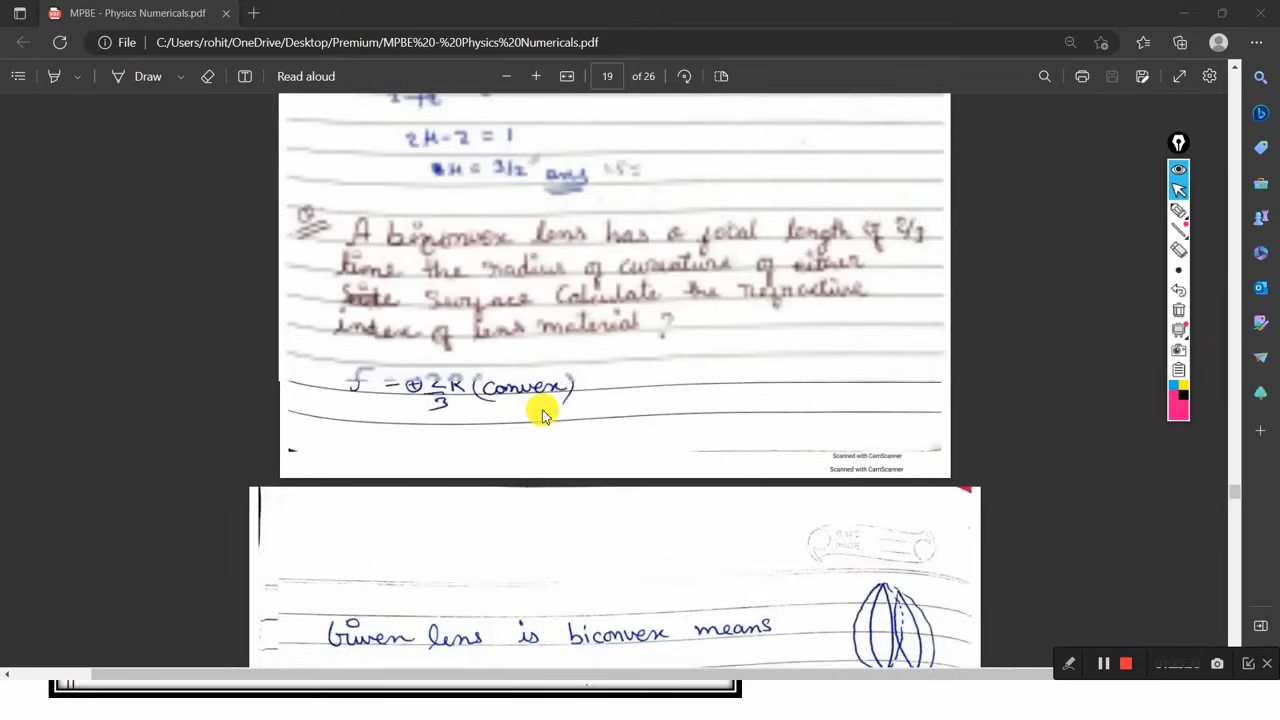 MPBE - Physics Numericals.pdf
File C:/Users/rohit/OneDrive/Desktop/Premium/MPBE%20-%20Physics%20Numericals.pdf
Draw Read aloud 19 of 26
2μ-2 = 1
μ = 3/2 ans
Q. A biconvex lens has a focal length of 2/3
time the radius of curvature of either
surface Calculate the refractive
index of lens material ?
f = + 2R/3 (convex)
Scanned with CamScanner
Scanned with CamScanner
DATE
PAGE
Given lens is biconvex means